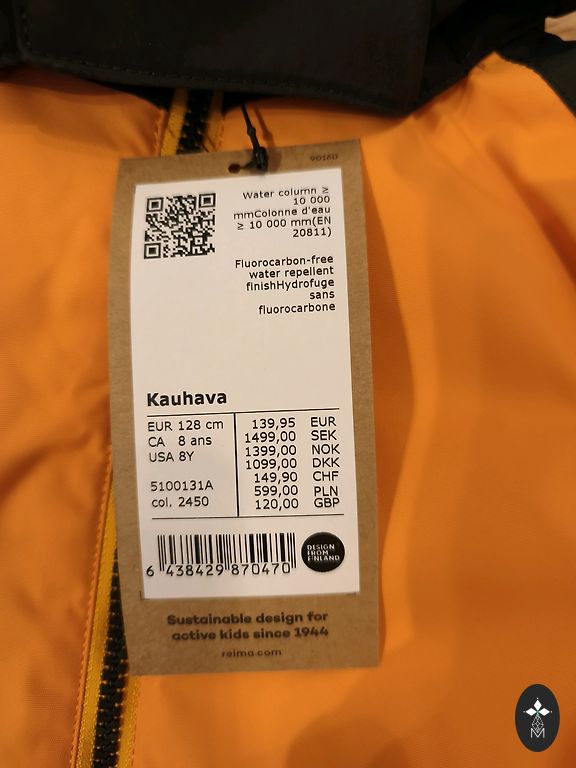 90160
Water column ≥
10 000
mmColonne d'eau
≥ 10 000 mm(EN
20811)
Fluorocarbon-free
water repellent
finishHydrofuge
sans
fluorocarbone
Kauhava
EUR 128 cm
CA 8 ans
USA 8Y
5100131A
col. 2450
139,95 EUR
1499,00 SEK
1399,00 NOK
1099,00 DKK
149,90 CHF
599,00 PLN
120,00 GBP
6 438429 870470
DESIGN
FROM
FINLAND
Sustainable design for
active kids since 1944
reima.com
M